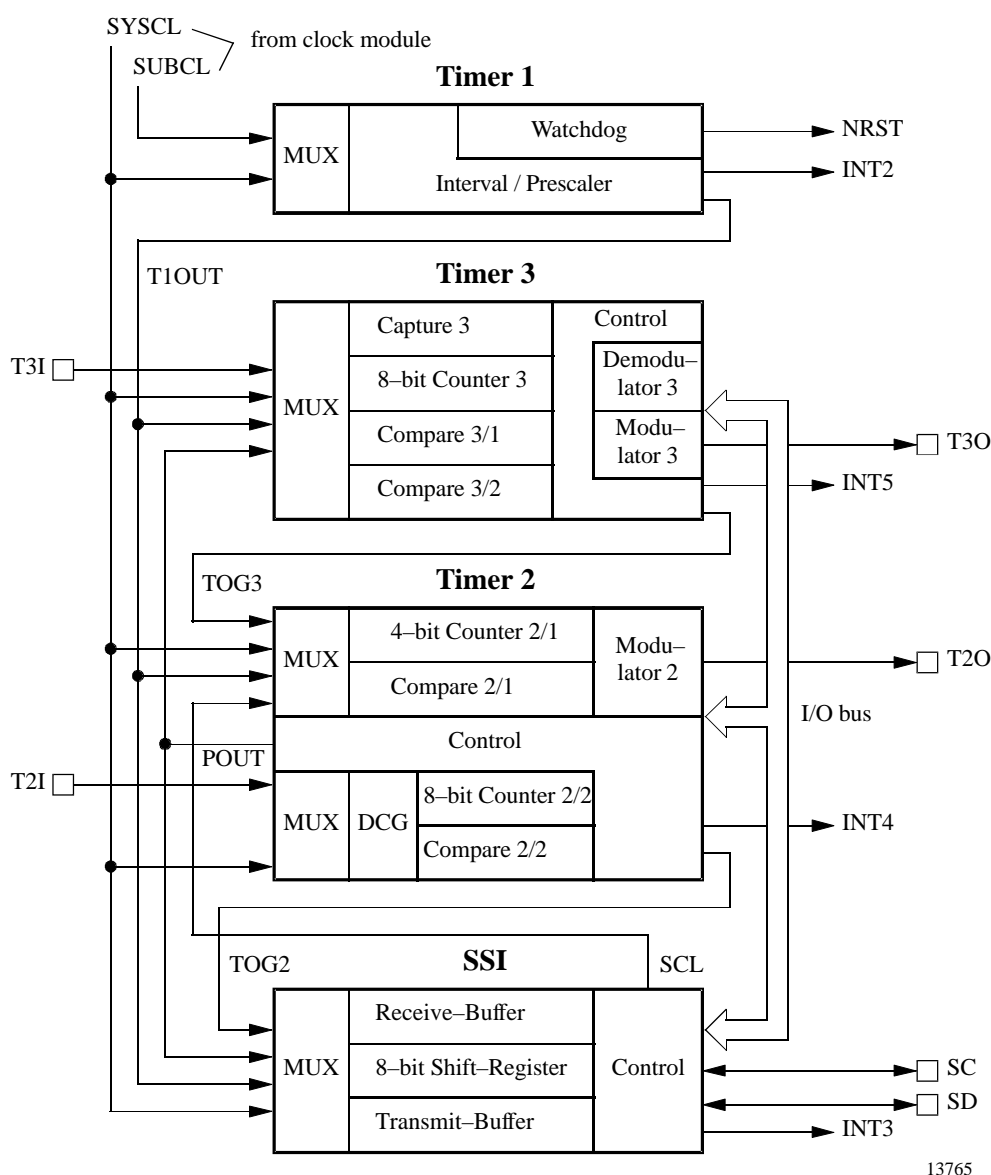 SYSCL
from clock module
SUBCL
Timer 1
MUX
Watchdog
Interval / Prescaler
NRST
INT2
T1OUT
Timer 3
T3I
MUX
Capture 3
8–bit Counter 3
Compare 3/1
Compare 3/2
Control
Demodu–
lator 3
Modu–
lator 3
T3O
INT5
TOG3
Timer 2
MUX
4–bit Counter 2/1
Compare 2/1
Modu–
lator 2
T2O
I/O bus
Control
POUT
T2I
MUX
DCG
8–bit Counter 2/2
Compare 2/2
INT4
TOG2
SSI
SCL
MUX
Receive–Buffer
8–bit Shift–Register
Transmit–Buffer
Control
SC
SD
INT3
13765